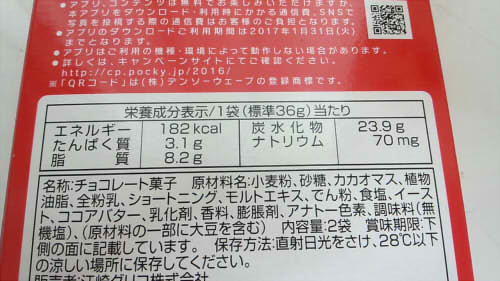 ●アプリ、コンテンツは無料でお楽しみいただけますが、
本アプリをダウンロード・利用時にかかる通信費、SNSで
写真を投稿する際の通信費はお客様のご負担となります。
●アプリのダウンロードとご利用は2017年1月31日(火)
までとなります。
●アプリはご利用の機種・環境によって動作しない場合があります。
●詳しくは、キャンペーンサイトにてご確認ください。
http://cp.pocky.jp/2016/
※「QRコード」は(株)デンソーウェーブの登録商標です。
栄養成分表示/1袋(標準36g)当たり
エネルギー 182kcal 炭水化物 23.9g
たんぱく質 3.1g ナトリウム 70mg
脂質 8.2g
名称:チョコレート菓子 原材料名:小麦粉、砂糖、カカオマス、植物
油脂、全粉乳、ショートニング、モルトエキス、でん粉、食塩、イース
ト、ココアバター、乳化剤、香料、膨脹剤、アナトー色素、調味料(無
機塩)、(原材料の一部に大豆を含む) 内容量:2袋 賞味期限:下
側の面に記載しています。 保存方法:直射日光をさけ、28℃以下
の涼しい場所に保存してください。
販売者:江崎グリコ株式会社